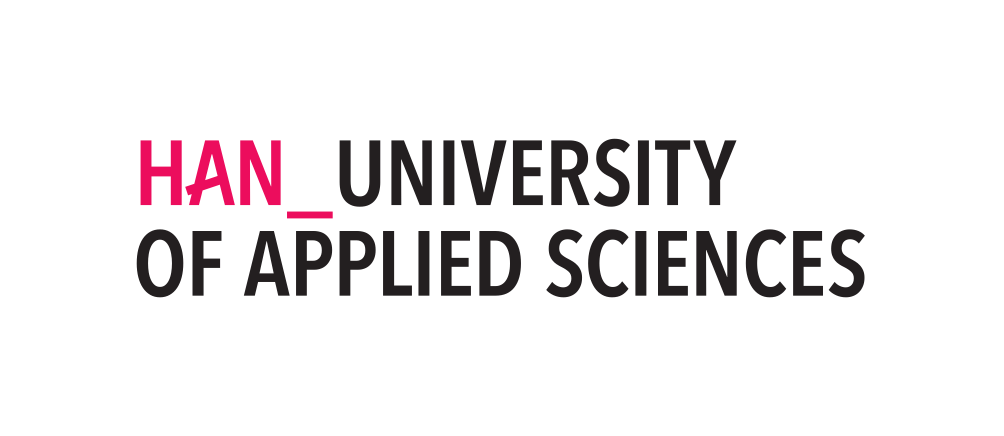 HAN_UNIVERSITY
OF APPLIED SCIENCES